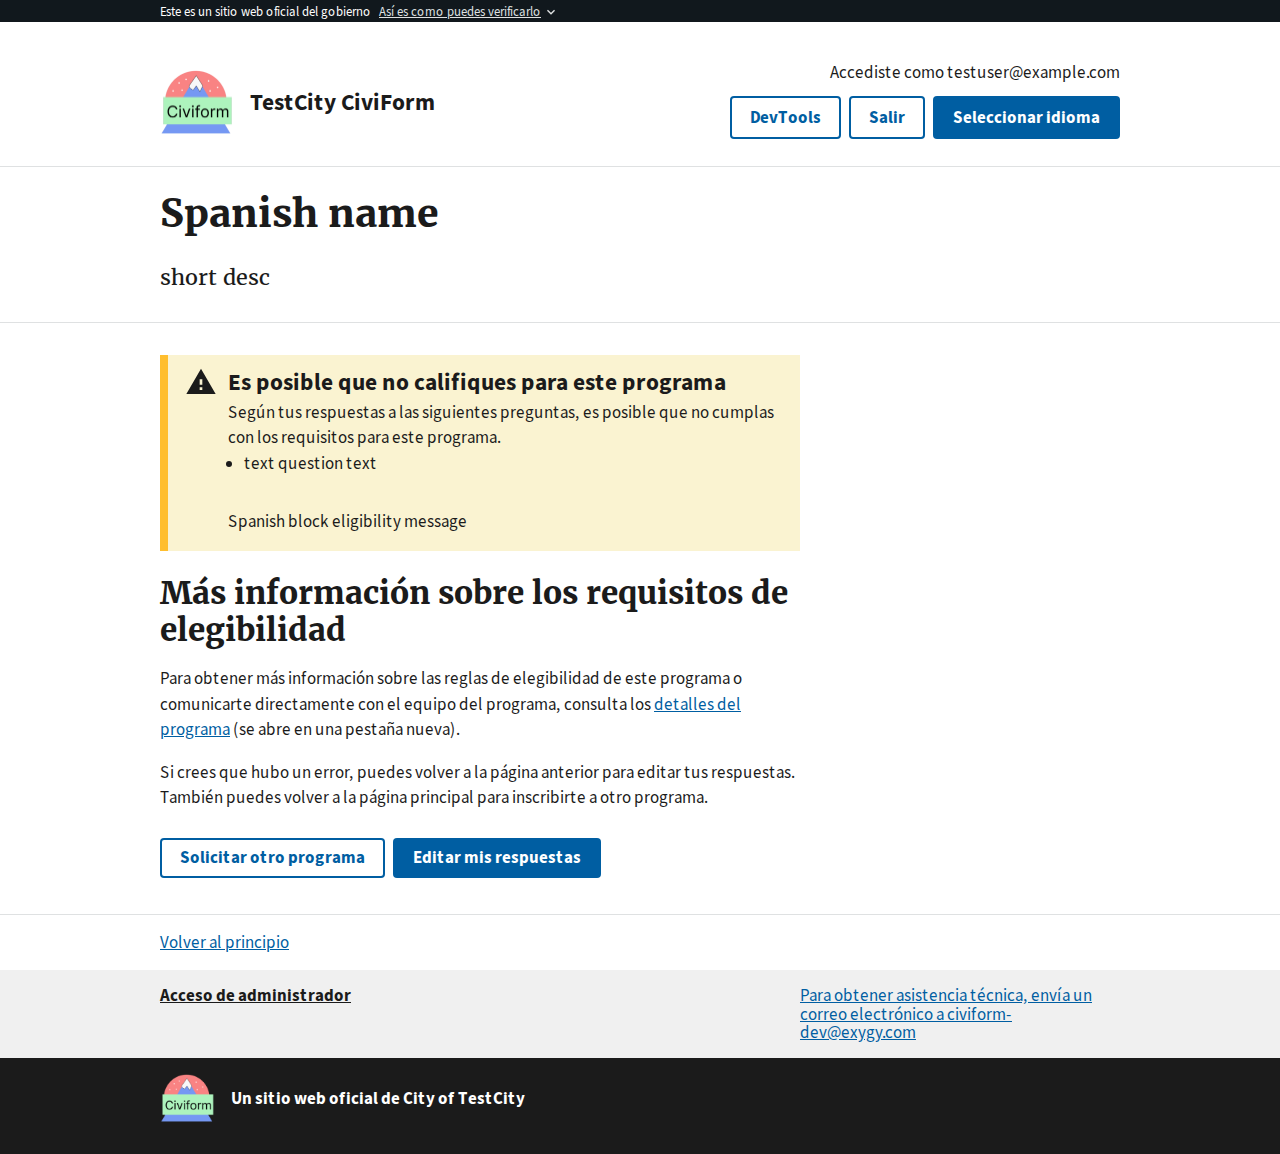 Este es un sitio web oficial del gobierno Así es como puedes verificarlo
Accediste como testuser@example.com
Civiform
TestCity CiviForm
DevTools
Salir
Seleccionar idioma
Spanish name
short desc
Es posible que no califiques para este programa
Según tus respuestas a las siguientes preguntas, es posible que no cumplas
con los requisitos para este programa.
text question text
Spanish block eligibility message
Más información sobre los requisitos de
elegibilidad
Para obtener más información sobre las reglas de elegibilidad de este programa o
comunicarte directamente con el equipo del programa, consulta los detalles del
programa (se abre en una pestaña nueva).
Si crees que hubo un error, puedes volver a la página anterior para editar tus respuestas.
También puedes volver a la página principal para inscribirte a otro programa.
Solicitar otro programa
Editar mis respuestas
Volver al principio
Acceso de administrador
Para obtener asistencia técnica, envía un
correo electrónico a civiform-
dev@exygy.com
Civiform
Un sitio web oficial de City of TestCity